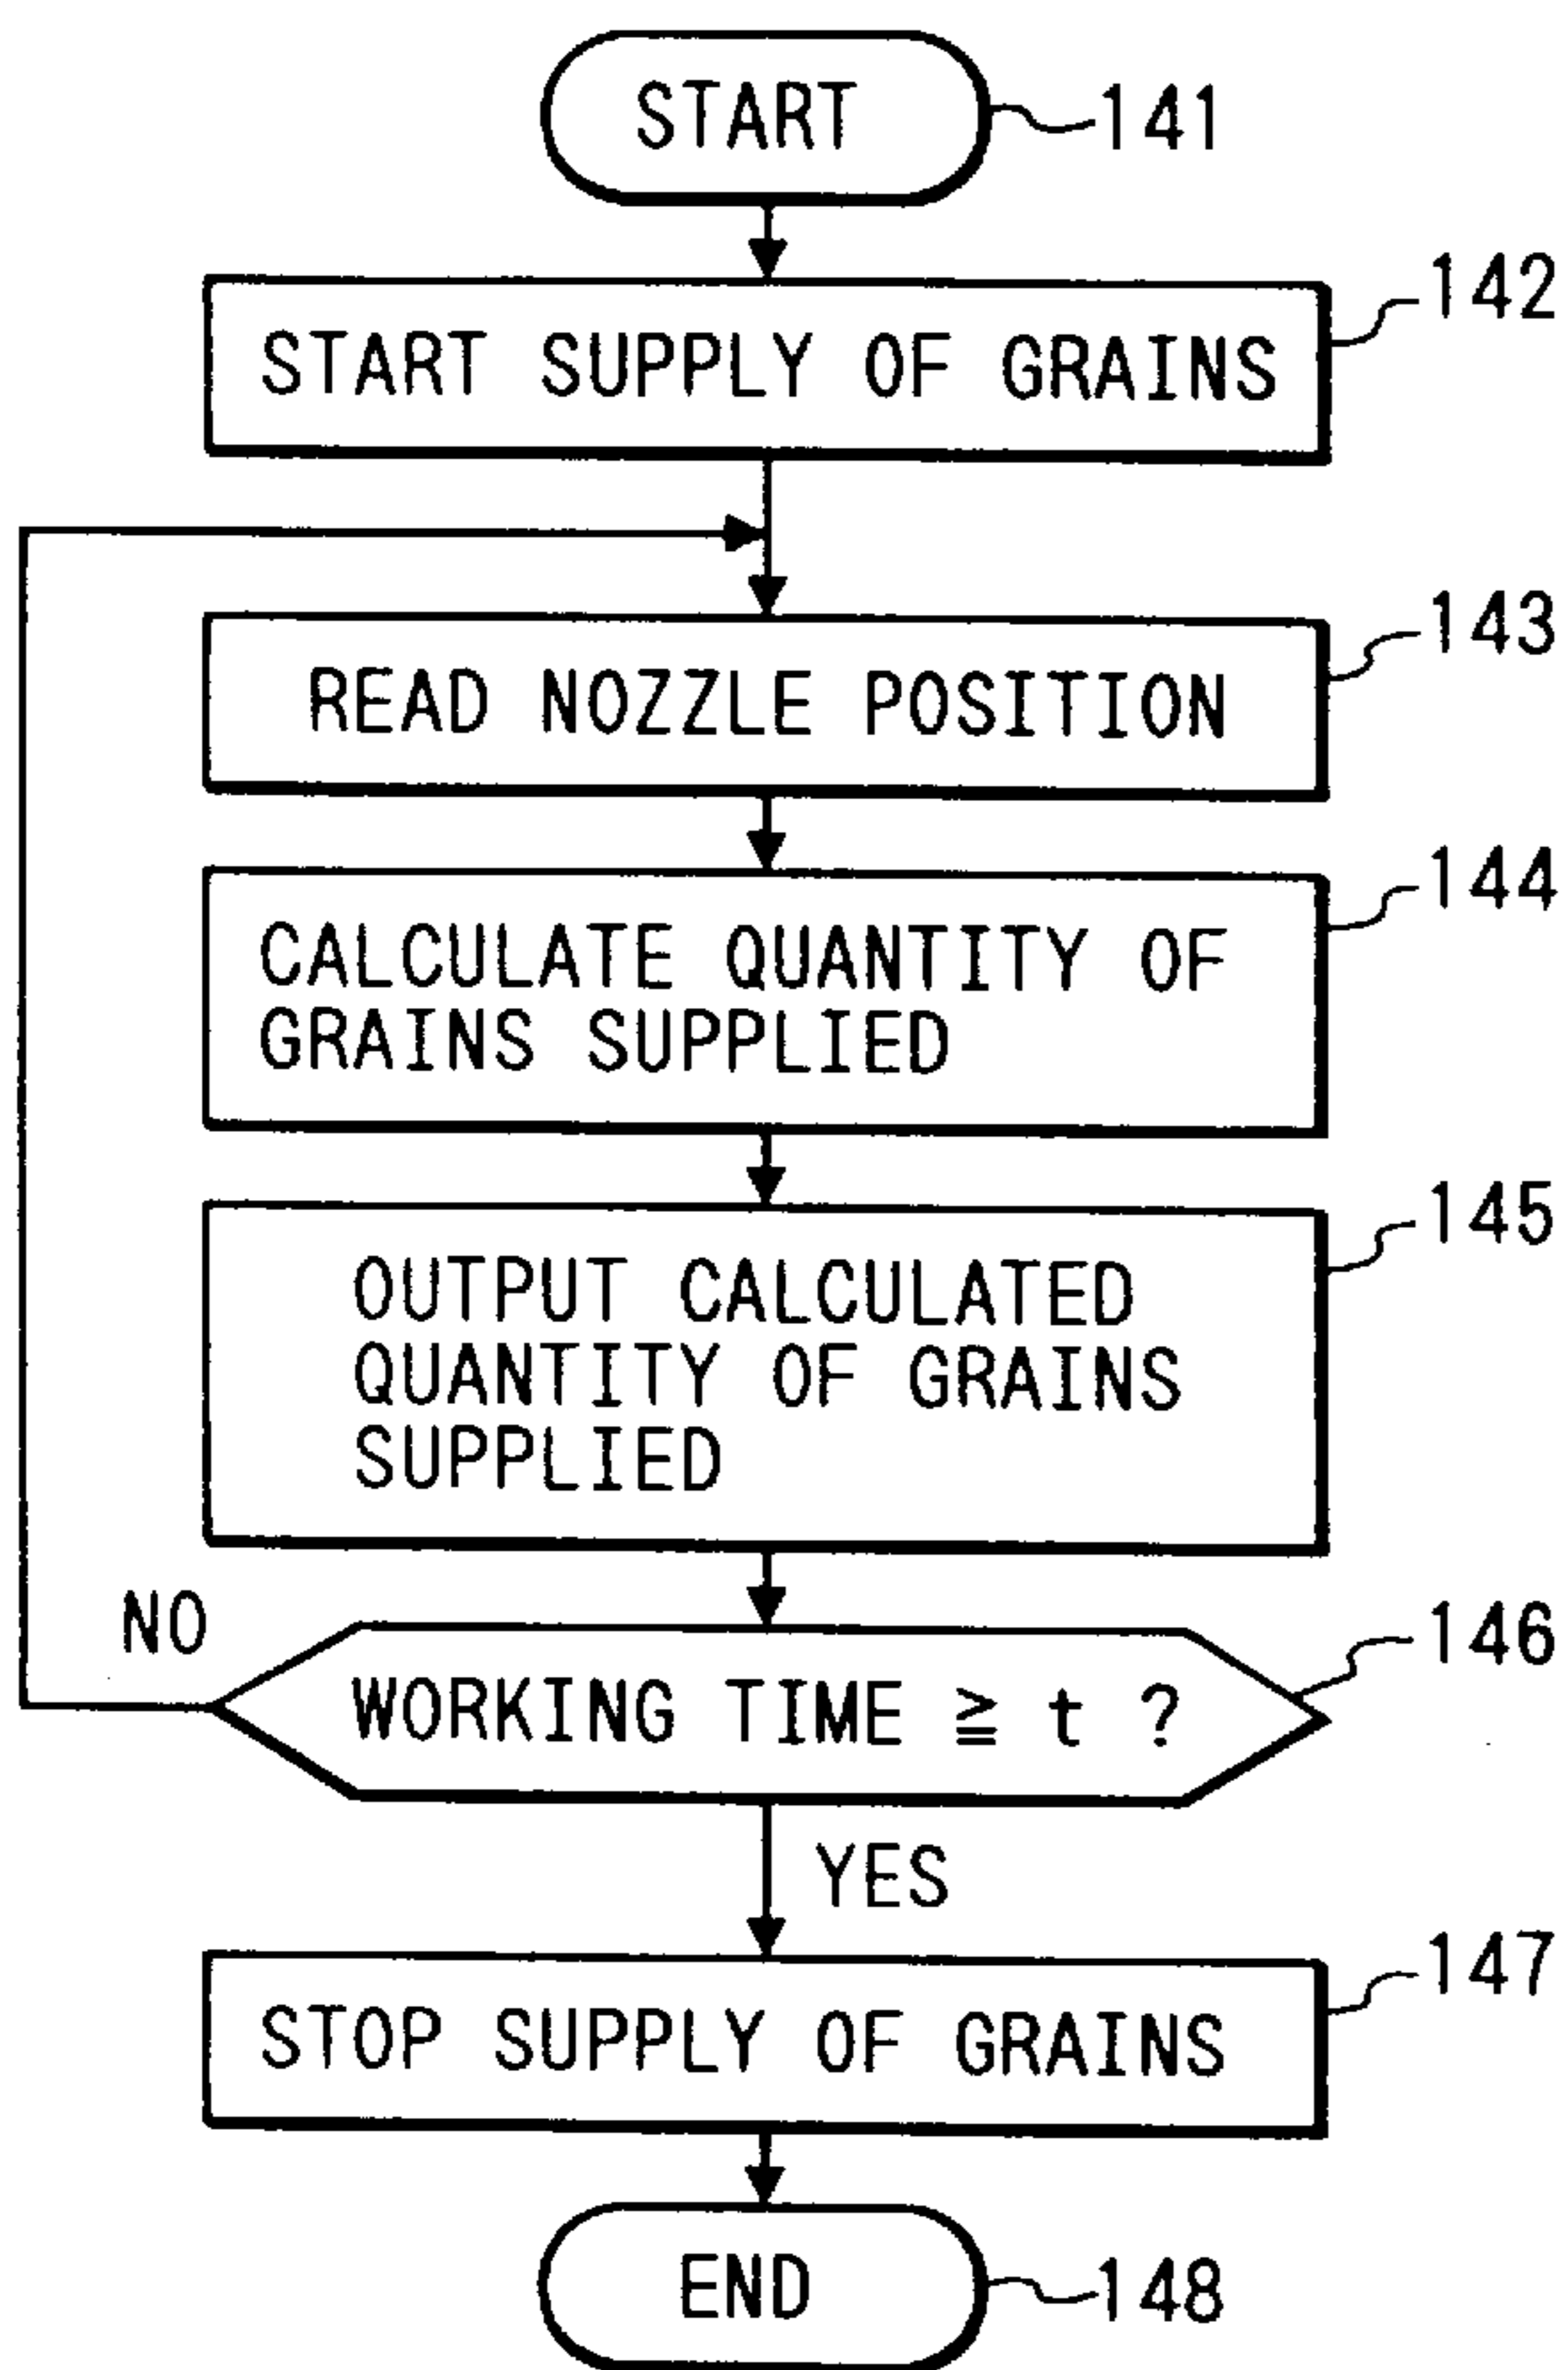 START
141
142
START SUPPLY OF GRAINS
143
READ NOZZLE POSITION
144
CALCULATE QUANTITY OF
GRAINS SUPPLIED
145
OUTPUT CALCULATED
QUANTITY OF GRAINS
SUPPLIED
NO
146
WORKING TIME ≧ t ?
YES
147
STOP SUPPLY OF GRAINS
END
148